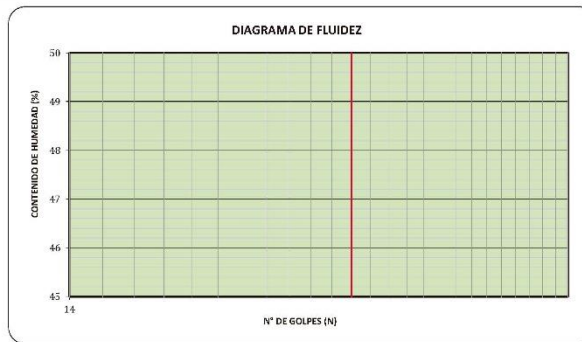 DIAGRAMA DE FLUIDEZ
CONTENIDO DE HUMEDAD (%)
50
49
48
47
46
45
14
N° DE GOLPES (N)